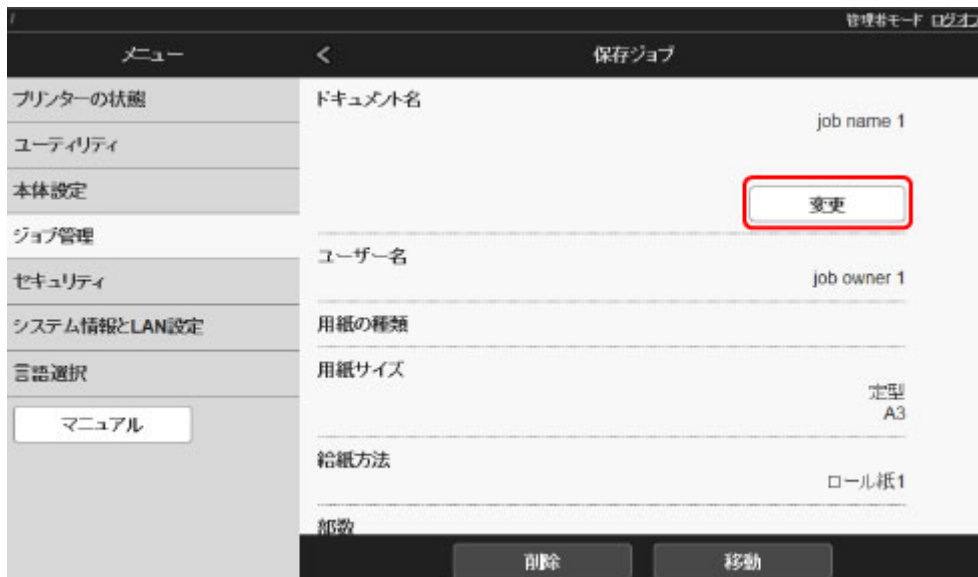 /
管理者モード ログオフ
メニュー
<
保存ジョブ
プリンターの状態
ユーティリティ
本体設定
ジョブ管理
セキュリティ
システム情報とLAN設定
言語選択
マニュアル
ドキュメント名
job name 1
変更
ユーザー名
job owner 1
用紙の種類
用紙サイズ
定型
A3
給紙方法
ロール紙1
部数
削除
移動